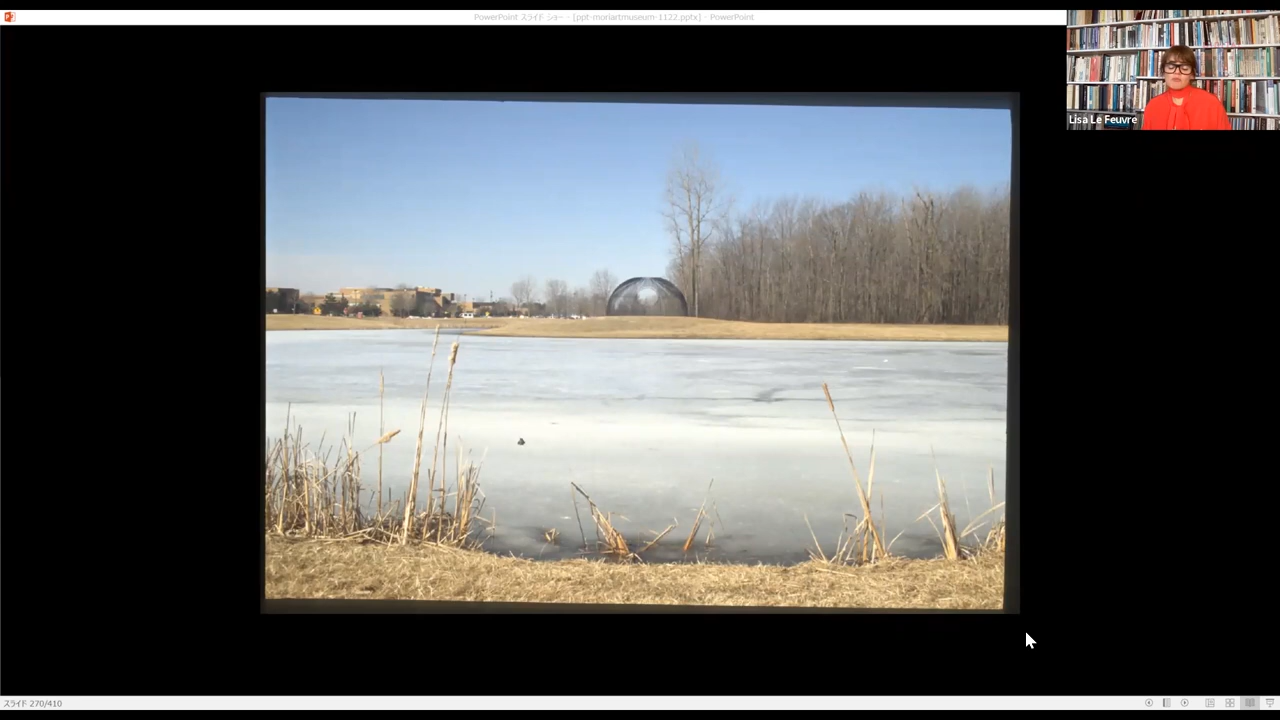 PowerPoint スライド ショー - [ppt-moriartmuseum-1122.pptx] - PowerPoint
Lisa Le Feuvre
スライド 270/410